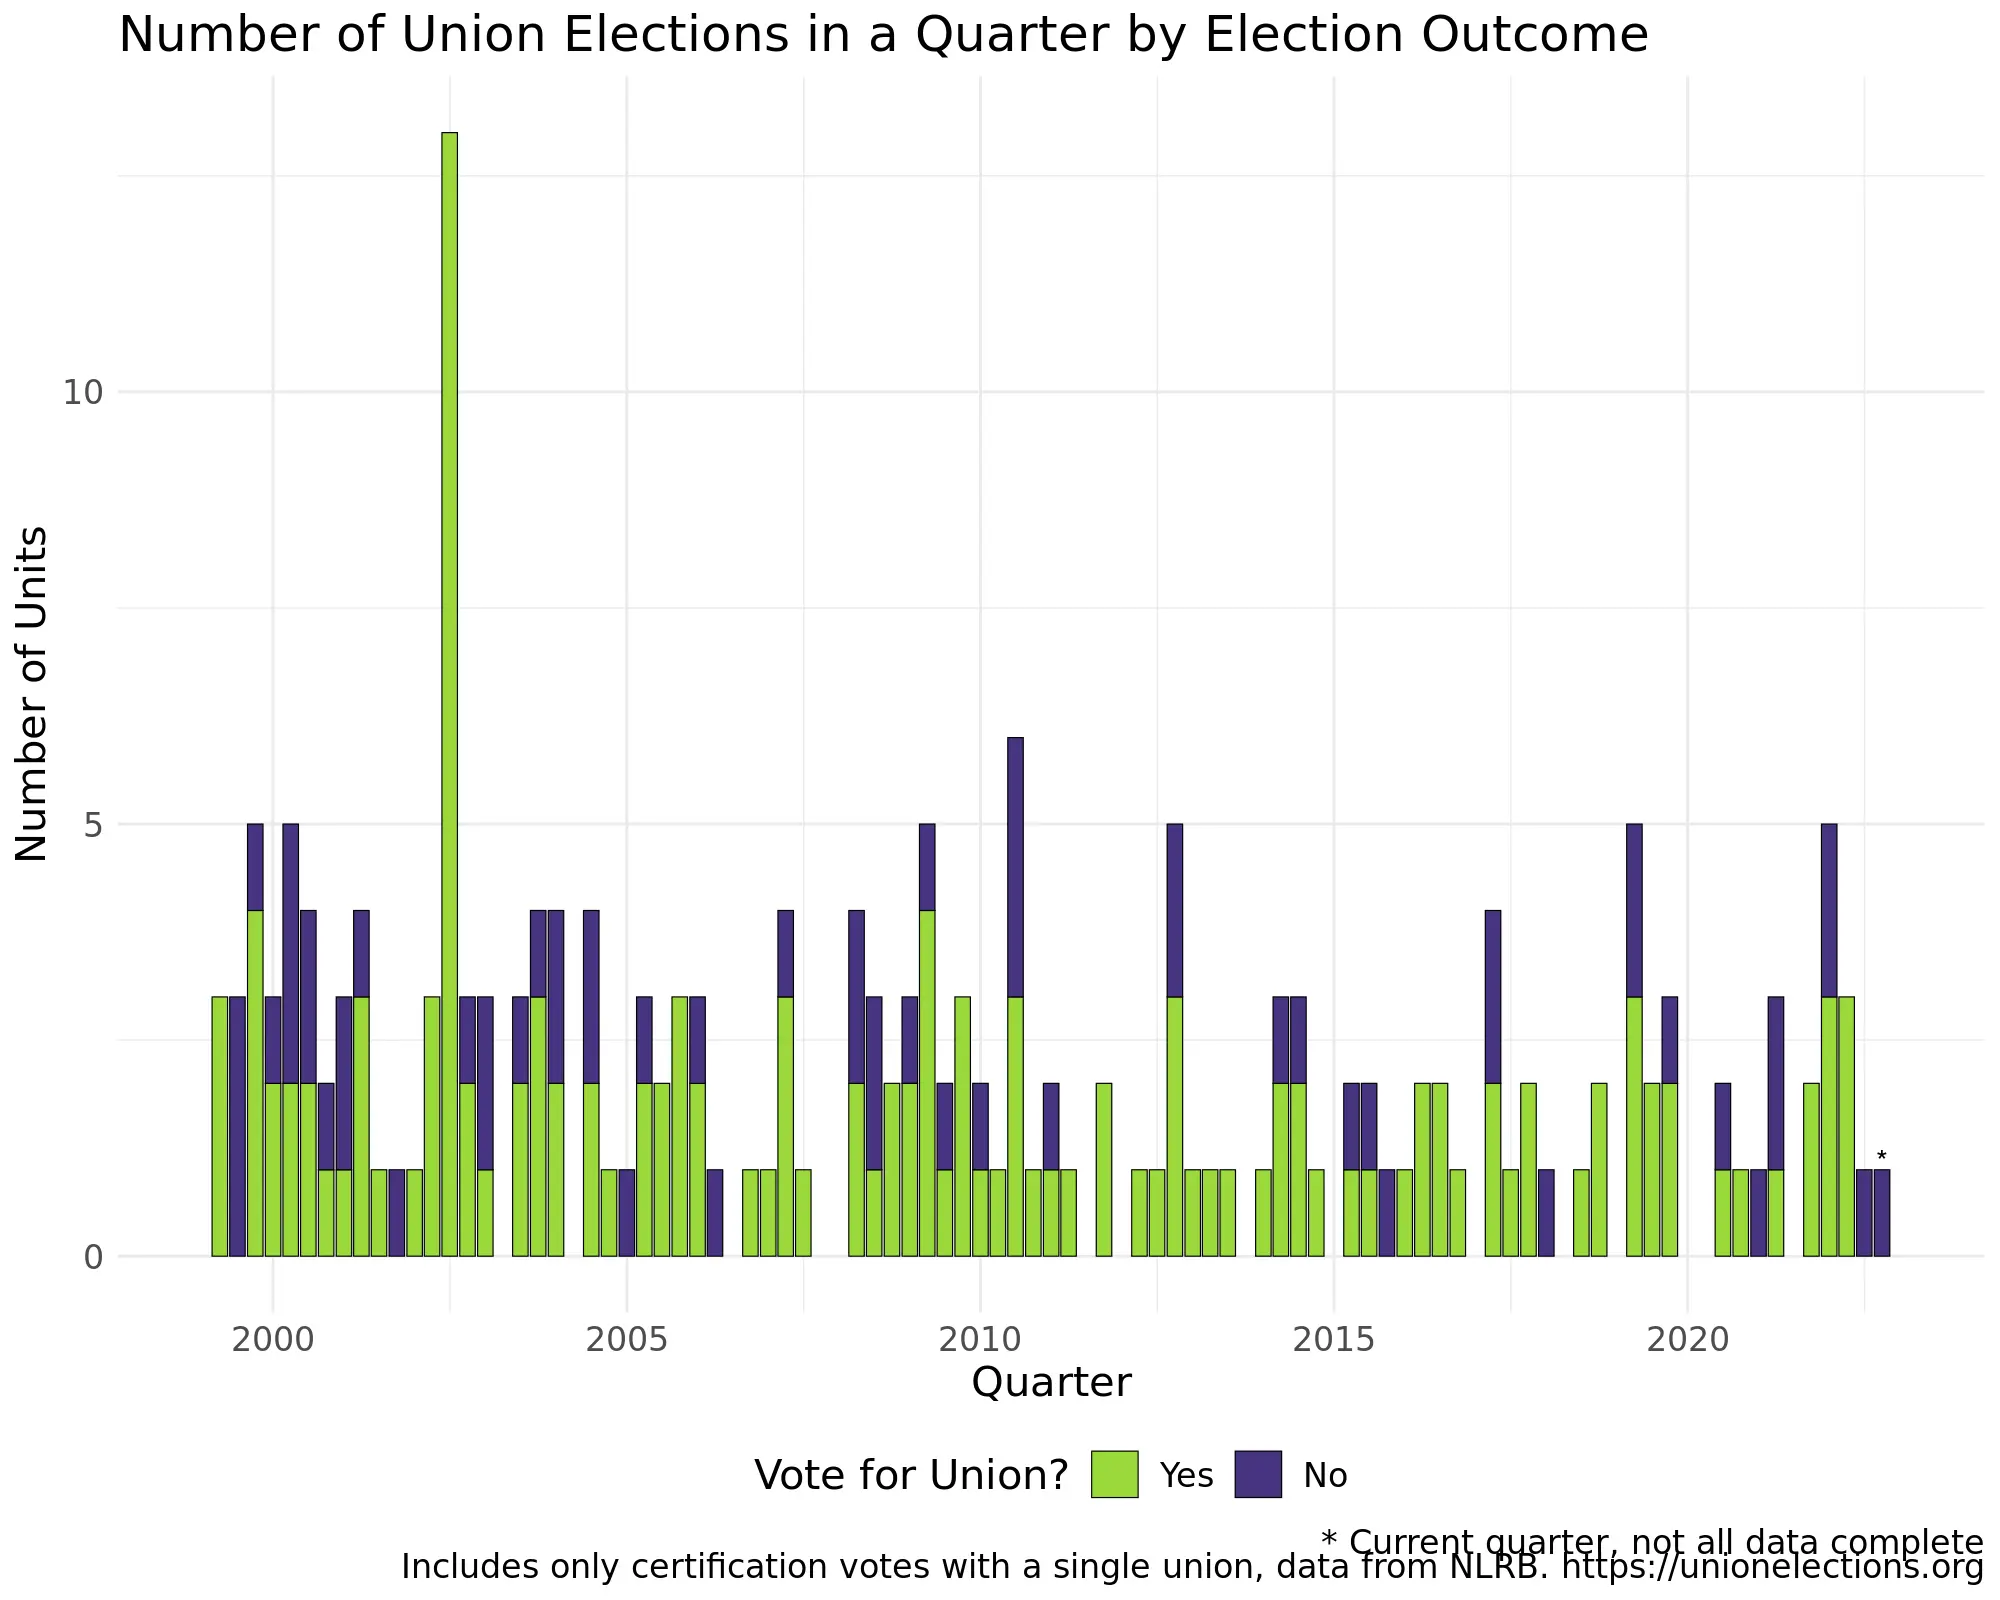 Number of Union Elections in a Quarter by Election Outcome
Number of Units
10
5
0
*
2000 2005 2010 2015 2020
Quarter
Vote for Union? Yes No
* Current quarter, not all data complete
Includes only certification votes with a single union, data from NLRB. https://unionelections.org